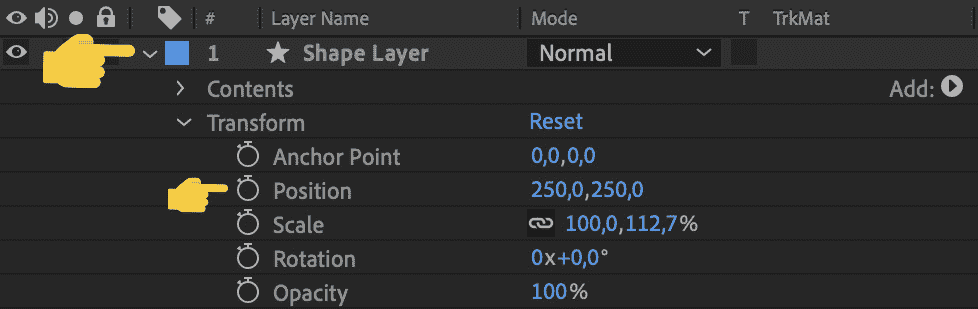 # Layer Name Mode T TrkMat
1 Shape Layer Normal
Contents Add:
Transform Reset
Anchor Point 0,0,0,0
Position 250,0,250,0
Scale 100,0,112,7%
Rotation 0x+0,0°
Opacity 100%